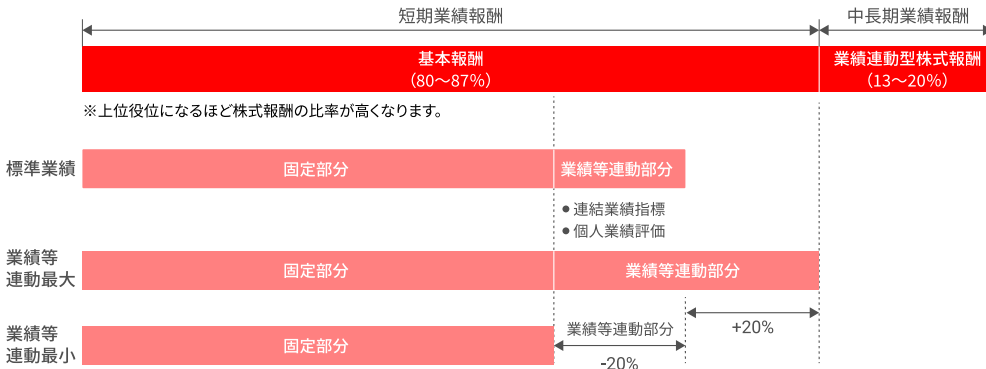 短期業績報酬
中長期業績報酬
基本報酬
（80～87％）
業績連動型株式報酬
（13～20％）
※上位役位になるほど株式報酬の比率が高くなります。
標準業績
固定部分
業績等連動部分
● 連結業績指標
● 個人業績評価
業績等
連動最大
固定部分
業績等連動部分
業績等
連動最小
固定部分
業績等連動部分
-20%
+20%